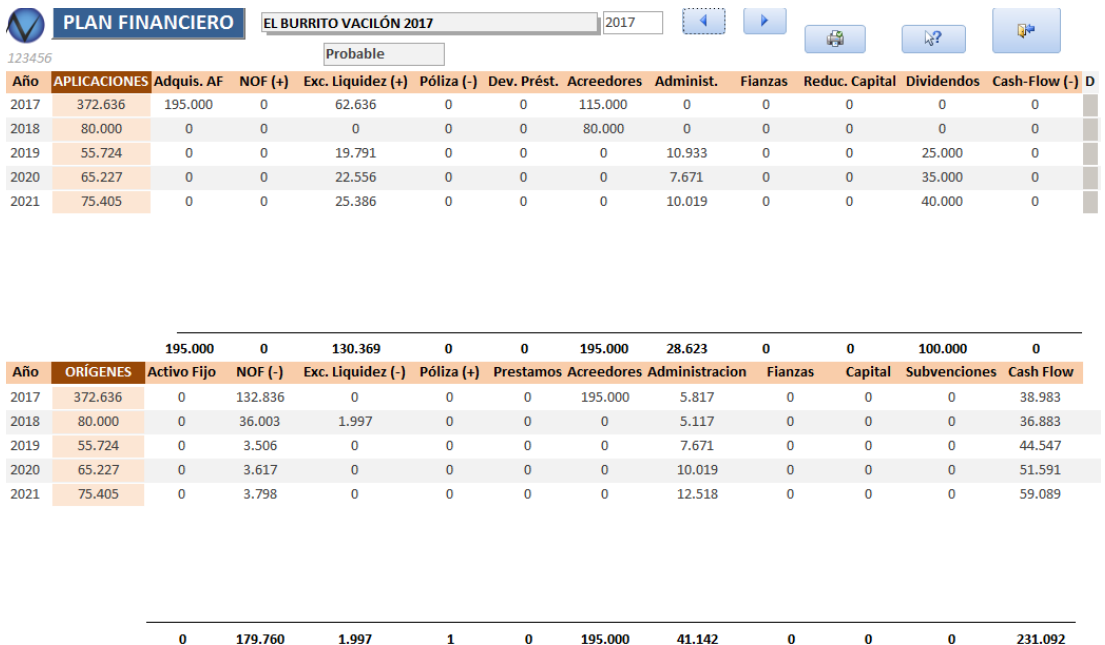 PLAN FINANCIERO EL BURRITO VACILÓN 2017 2017
123456 Probable
Año APLICACIONES Adquis. AF NOF (+) Exc. Liquidez (+) Póliza (-) Dev. Prést. Acreedores Administ. Fianzas Reduc. Capital Dividendos Cash-Flow (-) D
2017 372.636 195.000 0 62.636 0 0 115.000 0 0 0 0 0
2018 80.000 0 0 0 0 0 80.000 0 0 0 0 0
2019 55.724 0 0 19.791 0 0 0 10.933 0 0 25.000 0
2020 65.227 0 0 22.556 0 0 0 7.671 0 0 35.000 0
2021 75.405 0 0 25.386 0 0 0 10.019 0 0 40.000 0
195.000 0 130.369 0 0 195.000 28.623 0 0 100.000 0
Año ORÍGENES Activo Fijo NOF (-) Exc. Liquidez (-) Póliza (+) Prestamos Acreedores Administracion Fianzas Capital Subvenciones Cash Flow
2017 372.636 0 132.836 0 0 0 195.000 5.817 0 0 0 38.983
2018 80.000 0 36.003 1.997 0 0 0 5.117 0 0 0 36.883
2019 55.724 0 3.506 0 0 0 0 7.671 0 0 0 44.547
2020 65.227 0 3.617 0 0 0 0 10.019 0 0 0 51.591
2021 75.405 0 3.798 0 0 0 0 12.518 0 0 0 59.089
0 179.760 1.997 1 0 195.000 41.142 0 0 0 231.092